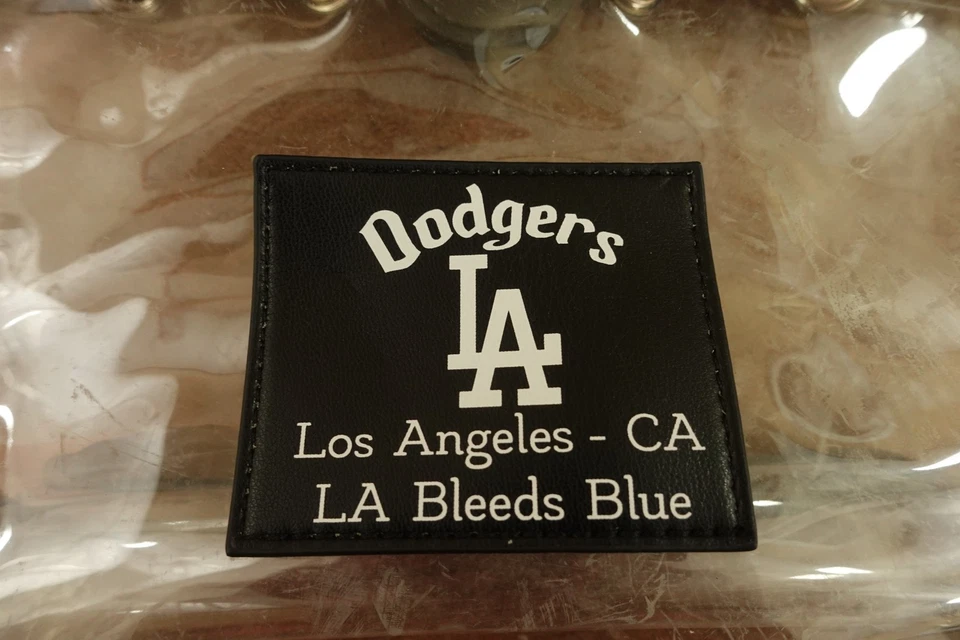 Dodgers
LA
Los Angeles - CA
LA Bleeds Blue